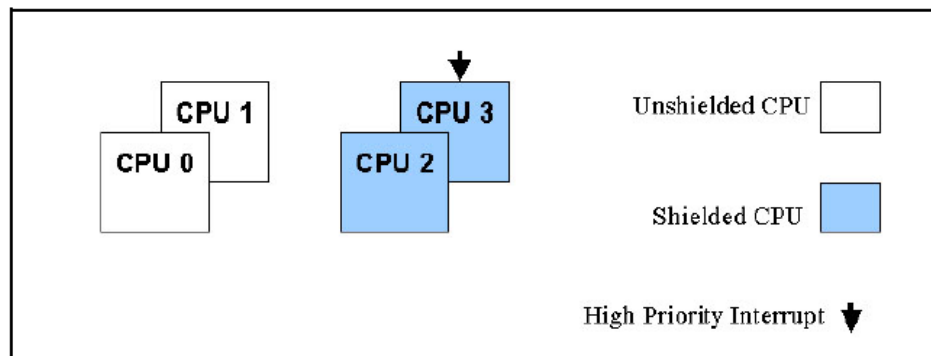 CPU 1
CPU 0
CPU 3
CPU 2
Unshielded CPU
Shielded CPU
High Priority Interrupt